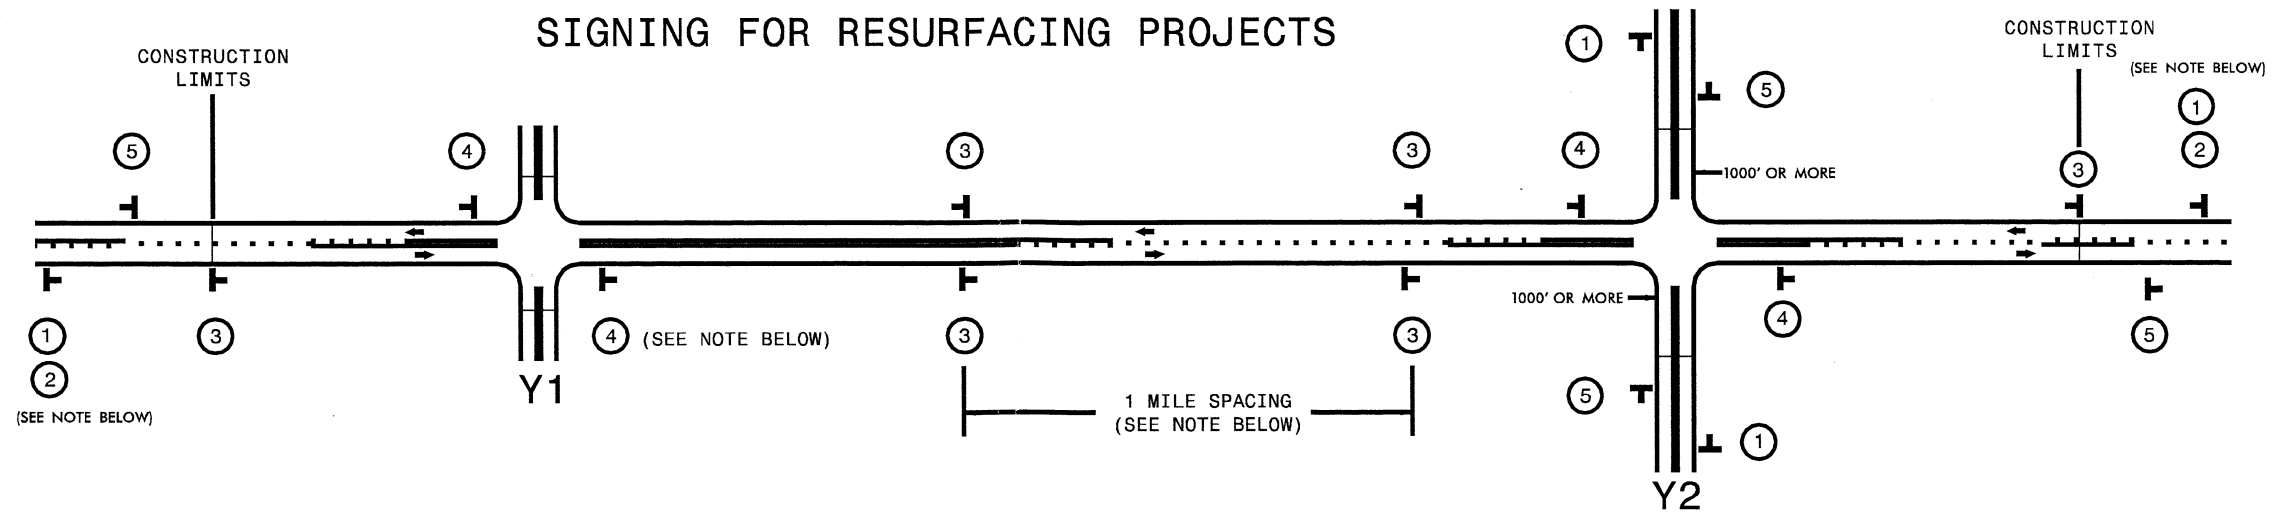 SIGNING FOR RESURFACING PROJECTS
CONSTRUCTION
LIMITS
CONSTRUCTION
LIMITS
(SEE NOTE BELOW)
1
5
1
5
4
3
3
4
2
3
1000' OR MORE
1000' OR MORE
1
3
4 (SEE NOTE BELOW)
3
3
4
5
2
(SEE NOTE BELOW)
Y1
1 MILE SPACING
(SEE NOTE BELOW)
5
1
Y2